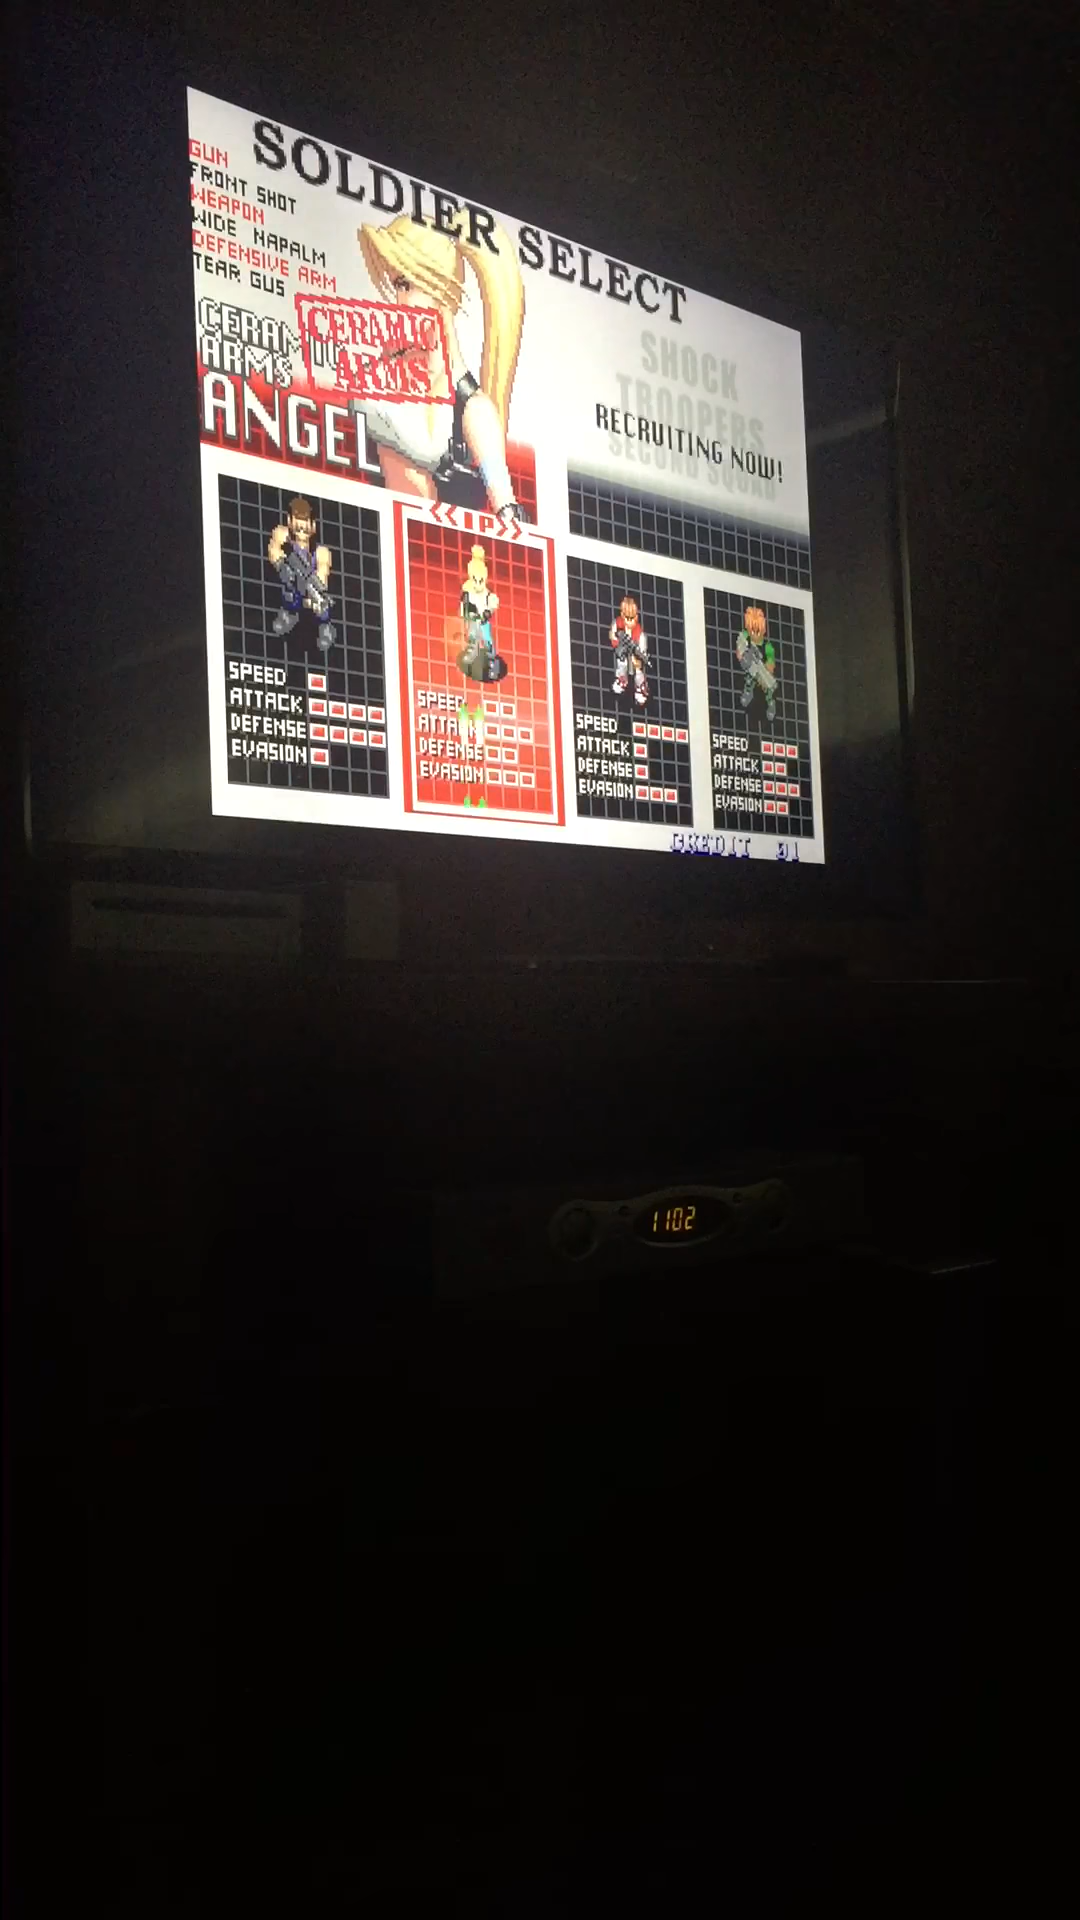 SOLDIER SELECT
GUN
FRONT SHOT
WEAPON
WIDE NAPALM
DEFENSIVE ARM
TEAR GUS
CERAMIC
ARMS
CERAMIC
ARMS
ANGEL
SHOCK
TROOPERS
SECOND SQUAD
RECRUITING NOW!
1P
SPEED
ATTACK
DEFENSE
EVASION
SPEED
ATTACK
DEFENSE
EVASION
SPEED
ATTACK
DEFENSE
EVASION
SPEED
ATTACK
DEFENSE
EVASION
CREDIT 01
1102